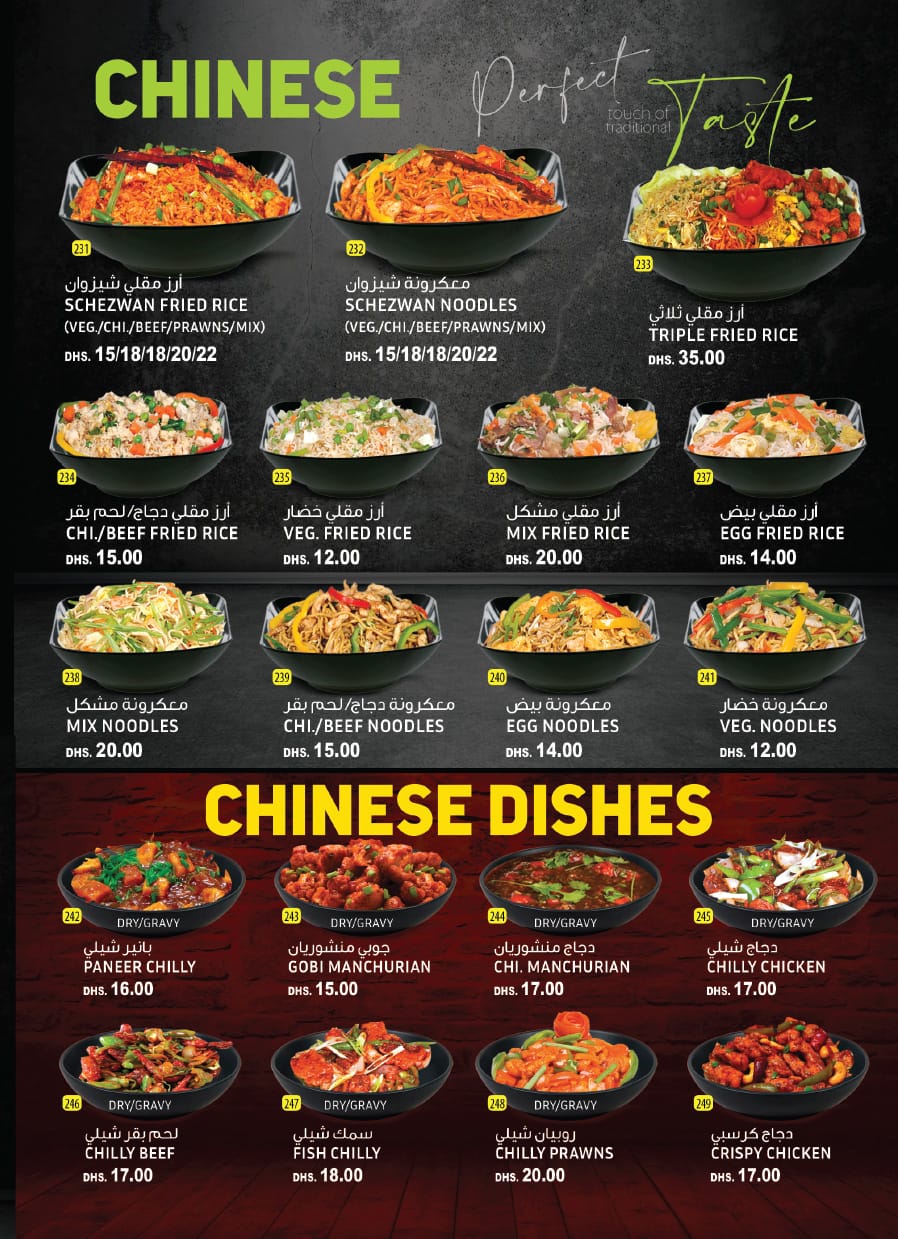 CHINESE
Perfect
touch of
traditional
Taste
231
أرز مقلي شيزوان
SCHEZWAN FRIED RICE
(VEG./CHI./BEEF/PRAWNS/MIX)
DHS. 15/18/18/20/22
232
معكرونة شيزوان
SCHEZWAN NOODLES
(VEG./CHI./BEEF/PRAWNS/MIX)
DHS. 15/18/18/20/22
233
أرز مقلي ثلاثي
TRIPLE FRIED RICE
DHS. 35.00
234
أرز مقلي دجاج/لحم بقر
CHI./BEEF FRIED RICE
DHS. 15.00
235
أرز مقلي خضار
VEG. FRIED RICE
DHS. 12.00
236
أرز مقلي مشكل
MIX FRIED RICE
DHS. 20.00
237
أرز مقلي بيض
EGG FRIED RICE
DHS. 14.00
238
معكرونة مشكل
MIX NOODLES
DHS. 20.00
239
معكرونة دجاج/لحم بقر
CHI./BEEF NOODLES
DHS. 15.00
240
معكرونة بيض
EGG NOODLES
DHS. 14.00
241
معكرونة خضار
VEG. NOODLES
DHS. 12.00
CHINESE DISHES
242
DRY/GRAVY
بانير شيلي
PANEER CHILLY
DHS. 16.00
243
DRY/GRAVY
جوبي منشوريان
GOBI MANCHURIAN
DHS. 15.00
244
DRY/GRAVY
دجاج منشوريان
CHI. MANCHURIAN
DHS. 17.00
245
DRY/GRAVY
دجاج شيلي
CHILLY CHICKEN
DHS. 17.00
246
DRY/GRAVY
لحم بقر شيلي
CHILLY BEEF
DHS. 17.00
247
DRY/GRAVY
سمك شيلي
FISH CHILLY
DHS. 18.00
248
DRY/GRAVY
روبيان شيلي
CHILLY PRAWNS
DHS. 20.00
249
دجاج كرسبي
CRISPY CHICKEN
DHS. 17.00